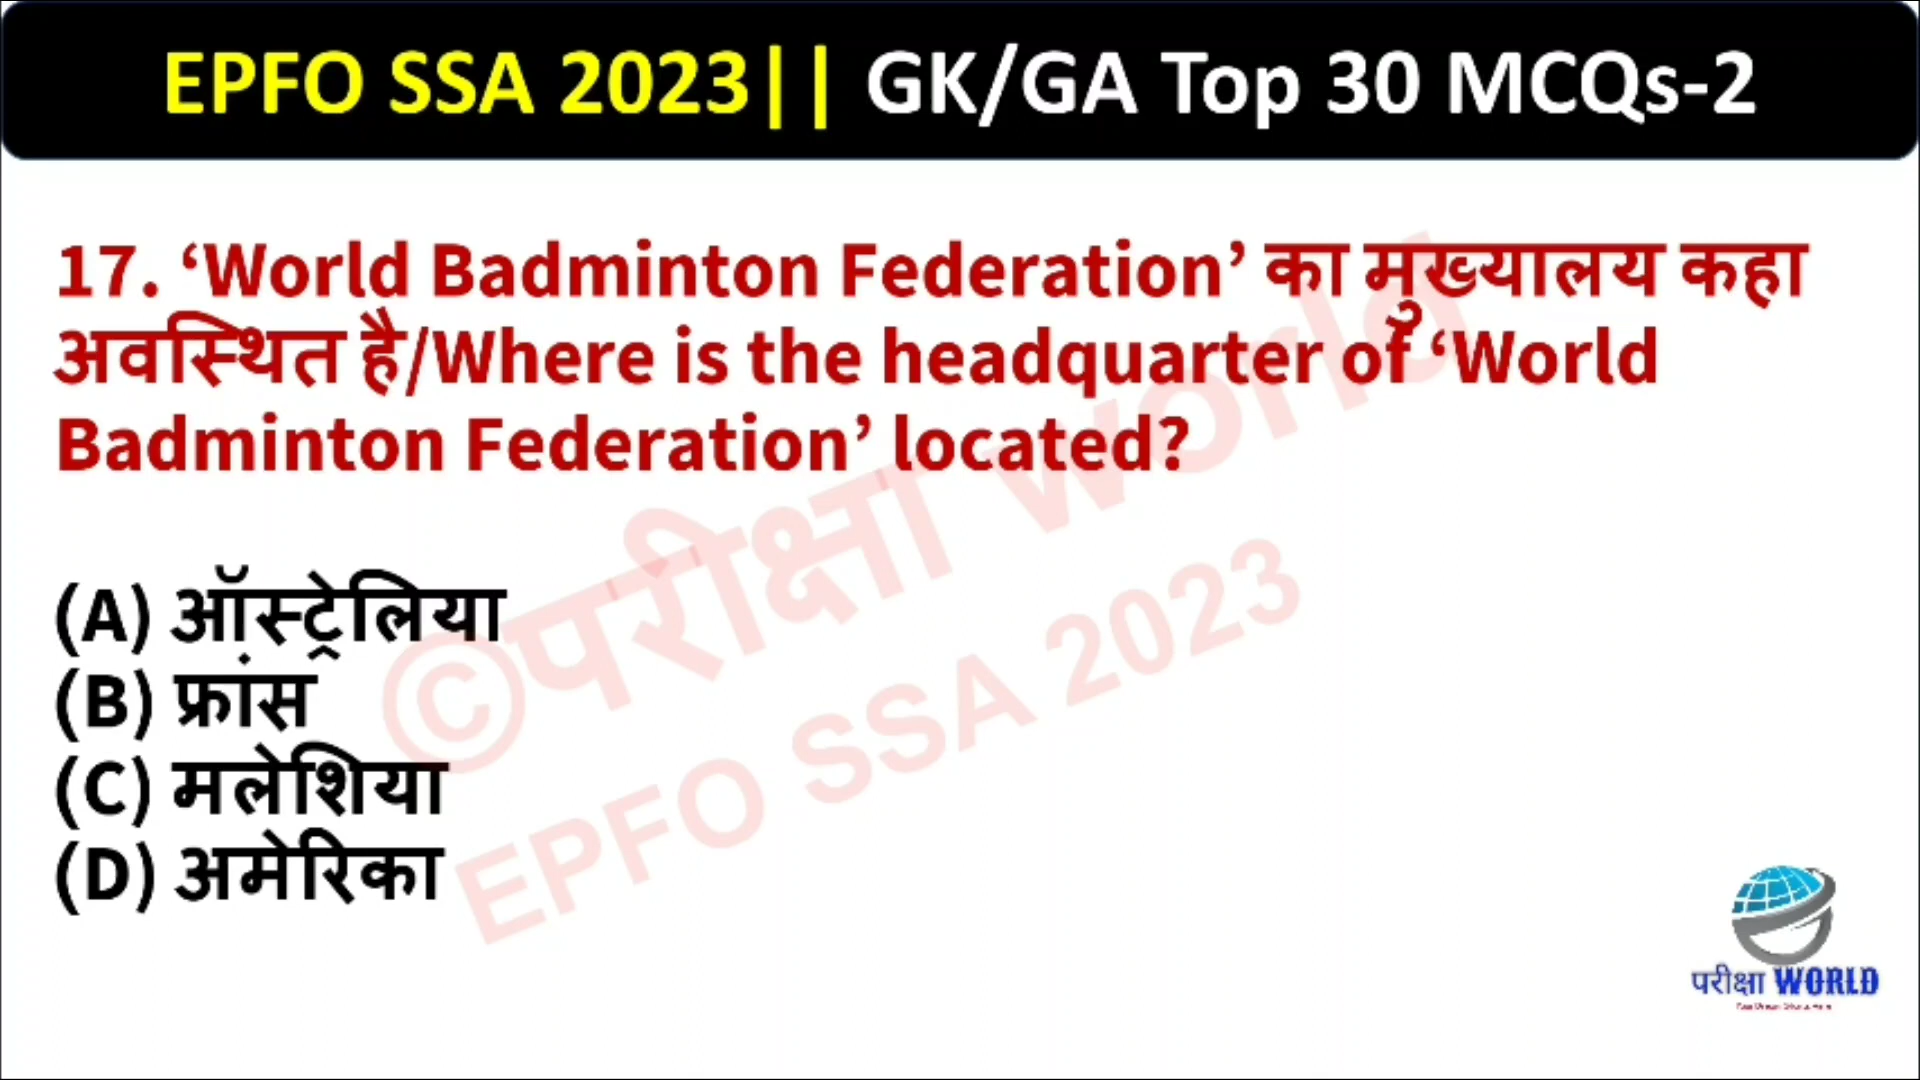 EPFO SSA 2023|| GK/GA Top 30 MCQs-2
17. ‘World Badminton Federation’ का मुख्यालय कहा
अवस्थित है/Where is the headquarter of ‘World
Badminton Federation’ located?
(A) ऑस्ट्रेलिया
(B) फ्रांस
(C) मलेशिया
(D) अमेरिका
©परीक्षा world
EPFO SSA 2023
परीक्षा WORLD